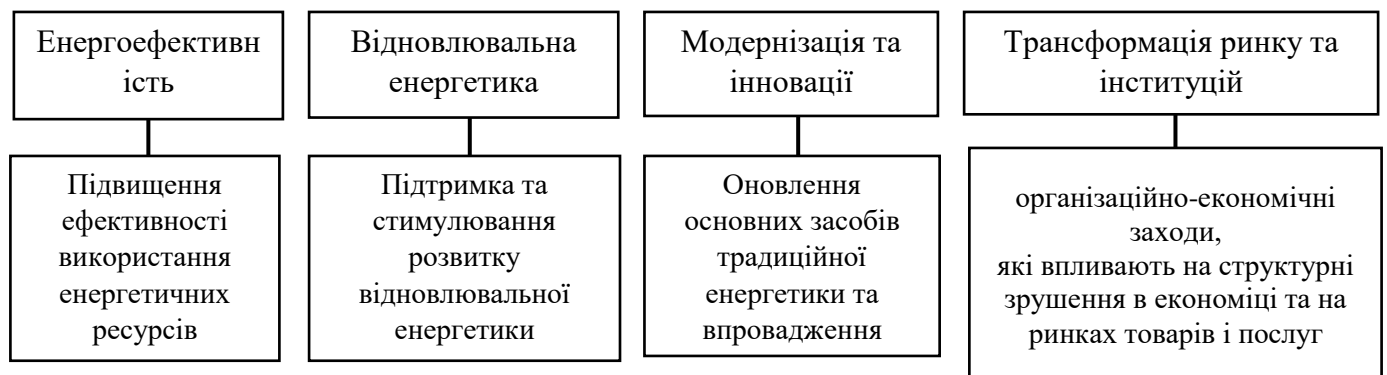 Енергоефективн
ість
Відновлювальна
енергетика
Модернізація та
інновації
Трансформація ринку та
інституцій
Підвищення
ефективності
використання
енергетичних
ресурсів
Підтримка та
стимулювання
розвитку
відновлювальної
енергетики
Оновлення
основних засобів
традиційної
енергетики та
впровадження
організаційно-економічні
заходи,
які впливають на структурні
зрушення в економіці та на
ринках товарів і послуг